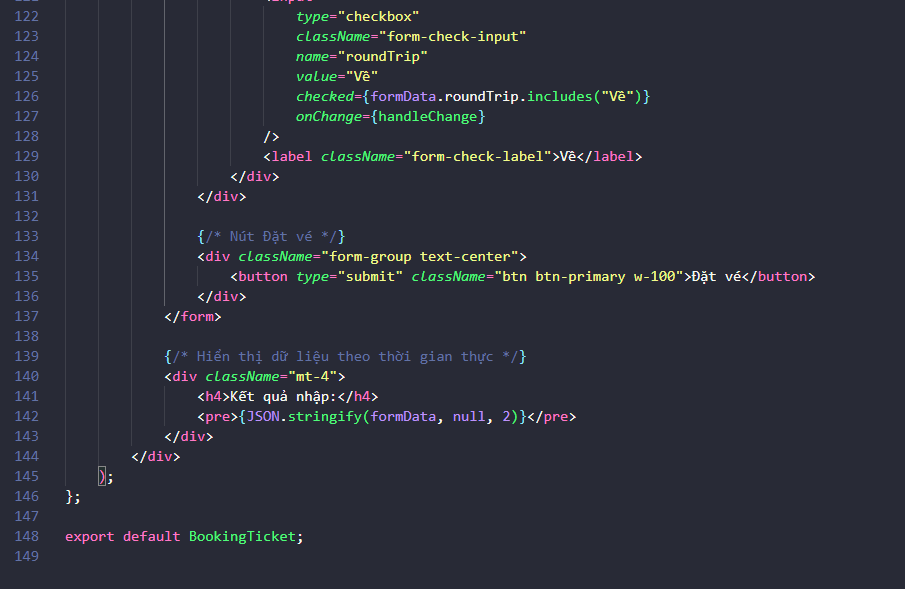 122 type="checkbox"
123 className="form-check-input"
124 name="roundTrip"
125 value="Về"
126 checked={formData.roundTrip.includes("Về")}
127 onChange={handleChange}
128 />
129 <label className="form-check-label">Về</label>
130 </div>
131 </div>
132
133 {/* Nút Đặt vé */}
134 <div className="form-group text-center">
135 <button type="submit" className="btn btn-primary w-100">Đặt vé</button>
136 </div>
137 </form>
138
139 {/* Hiển thị dữ liệu theo thời gian thực */}
140 <div className="mt-4">
141 <h4>Kết quả nhập:</h4>
142 <pre>{JSON.stringify(formData, null, 2)}</pre>
143 </div>
144 </div>
145 );
146 };
147
148 export default BookingTicket;
149